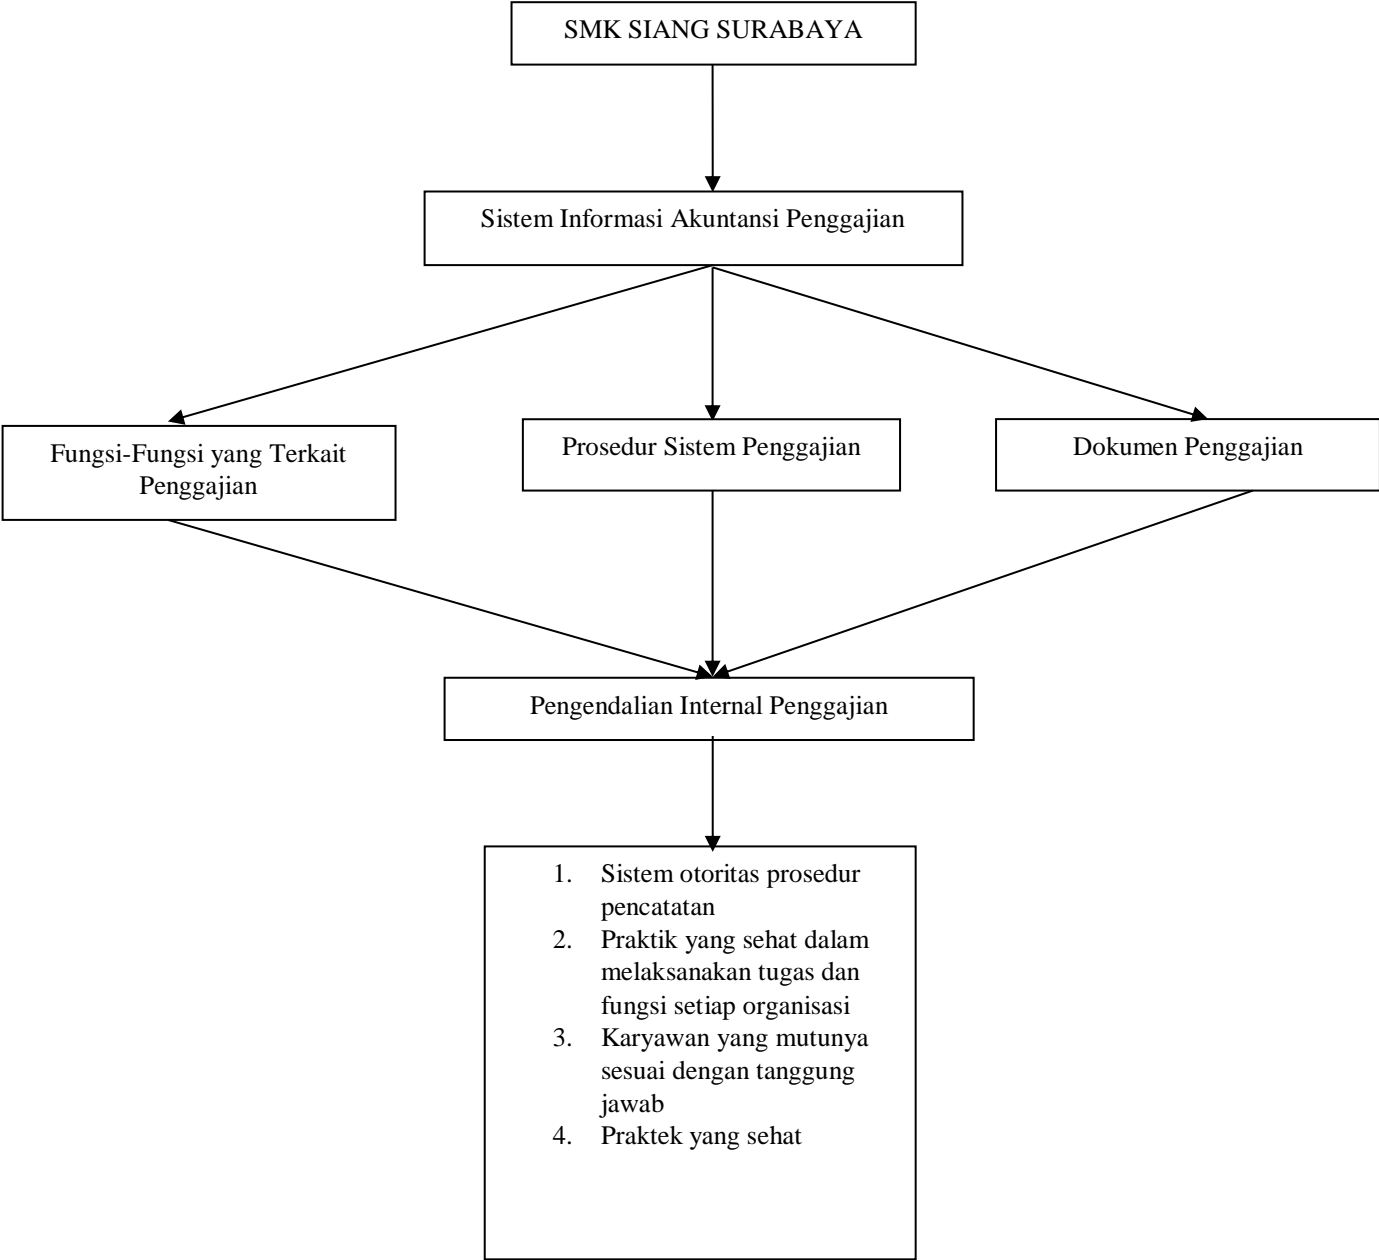 SMK SIANG SURABAYA
Sistem Informasi Akuntansi Penggajian
Fungsi-Fungsi yang Terkait
Penggajian
Prosedur Sistem Penggajian
Dokumen Penggajian
Pengendalian Internal Penggajian
1. Sistem otoritas prosedur
pencatatan
2. Praktik yang sehat dalam
melaksanakan tugas dan
fungsi setiap organisasi
3. Karyawan yang mutunya
sesuai dengan tanggung
jawab
4. Praktek yang sehat